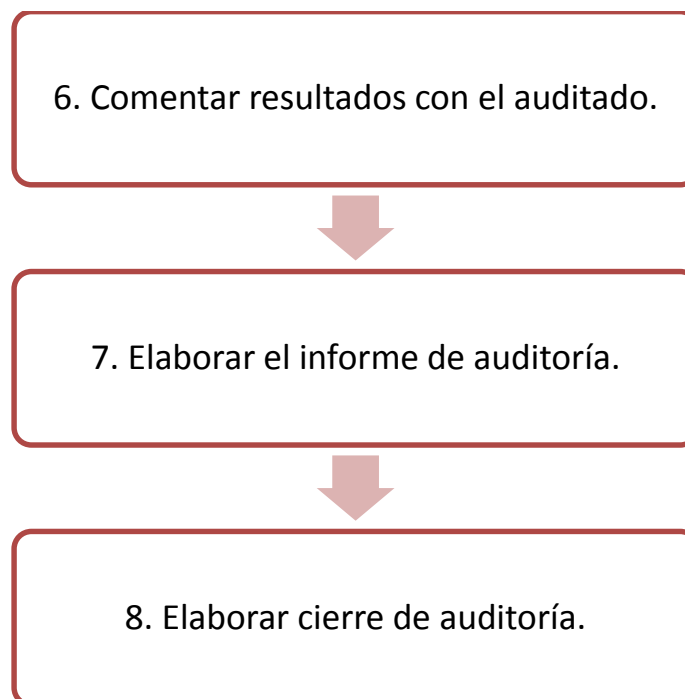 6. Comentar resultados con el auditado.
7. Elaborar el informe de auditoría.
8. Elaborar cierre de auditoría.